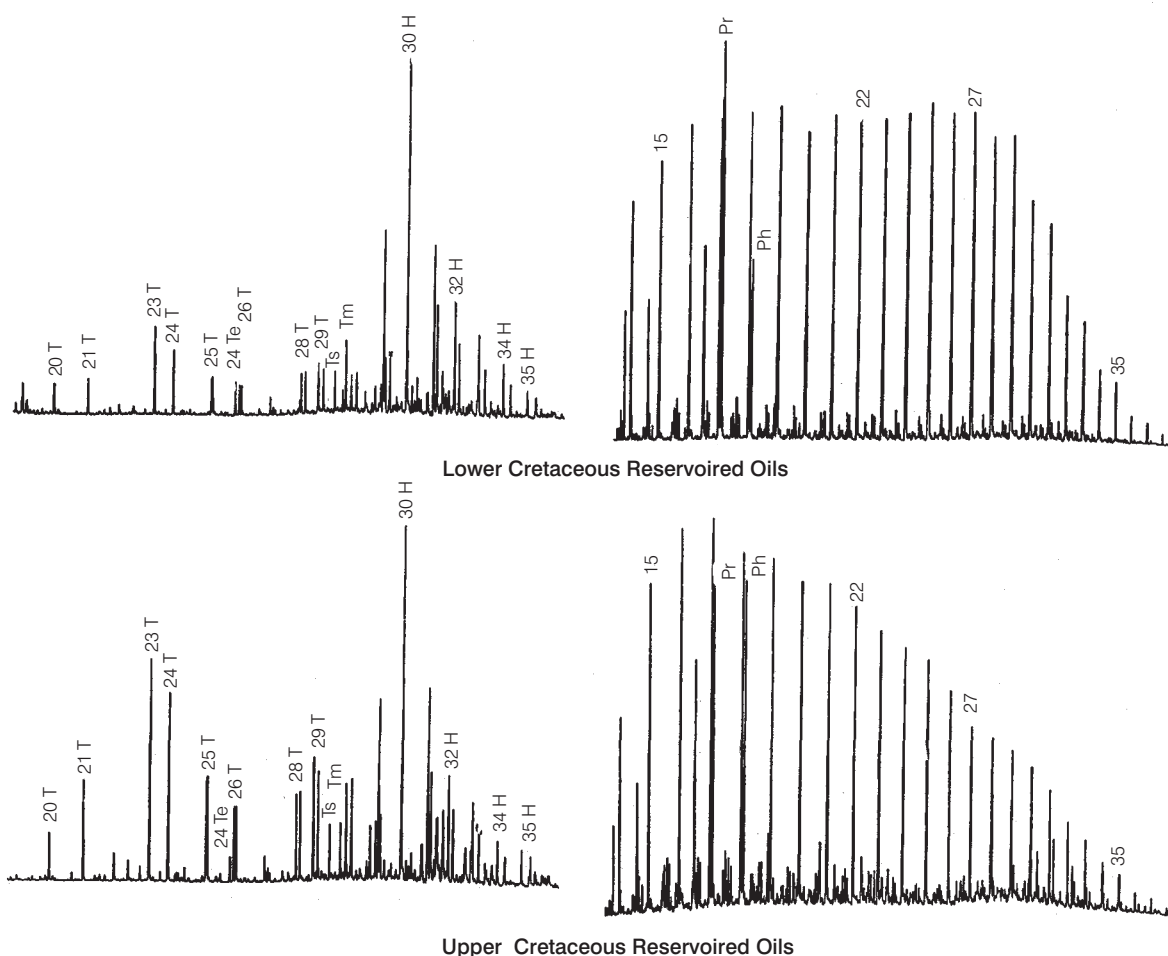 20 T
21 T
23 T
24 T
25 T
24 Te
26 T
28 T
29 T
Ts
Tm
30 H
32 H
34 H
35 H
15
Pr
Ph
22
27
35
Lower Cretaceous Reservoired Oils
20 T
21 T
23 T
24 T
25 T
24 Te
26 T
28 T
29 T
Ts
Tm
30 H
32 H
34 H
35 H
15
Pr
Ph
22
27
35
Upper Cretaceous Reservoired Oils